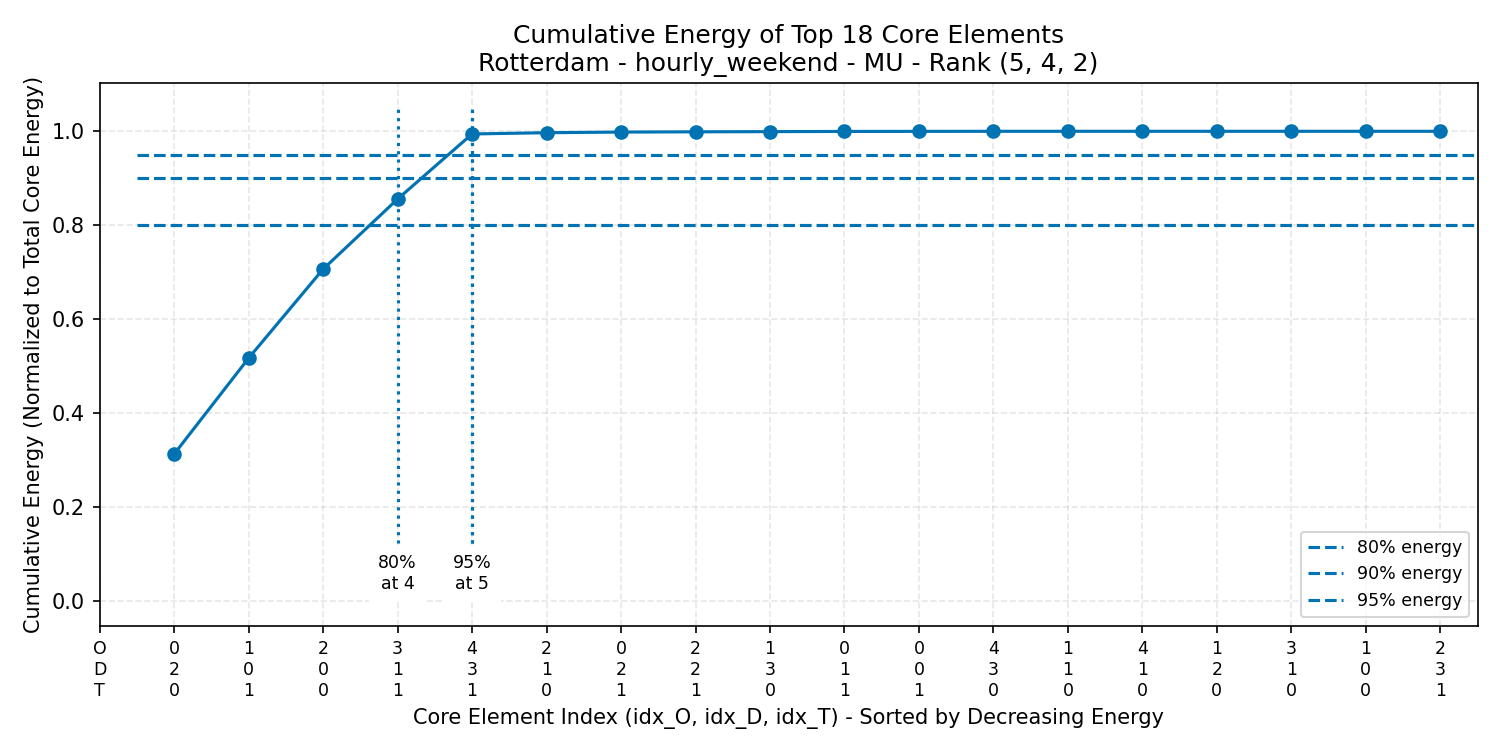 Cumulative Energy of Top 18 Core Elements
Rotterdam - hourly_weekend - MU - Rank (5, 4, 2)
Cumulative Energy (Normalized to Total Core Energy)
1.0
0.8
0.6
0.4
0.2
0.0
80%
at 4
95%
at 5
80% energy
90% energy
95% energy
O 0 1 2 3 4 2 0 2 1 0 0 4 1 4 1 3 1 2
D 2 0 0 1 3 1 2 2 3 1 0 3 1 1 2 1 0 3
T 0 1 0 1 1 0 1 1 0 1 1 0 0 0 0 0 0 1
Core Element Index (idx_O, idx_D, idx_T) - Sorted by Decreasing Energy